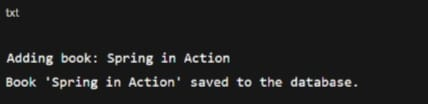 txt
Adding book: Spring in Action
Book 'Spring in Action' saved to the database.